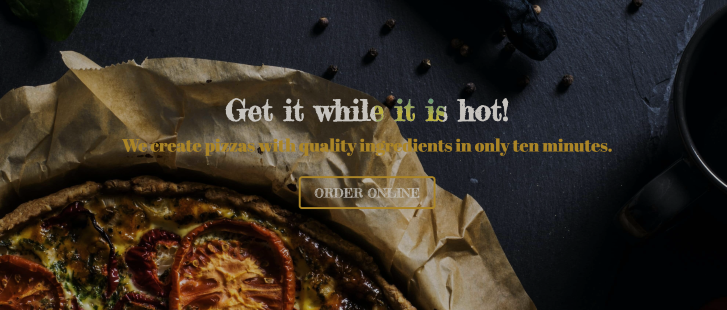 Get it while it is hot!
We create pizzas with quality ingredients in only ten minutes.
ORDER ONLINE